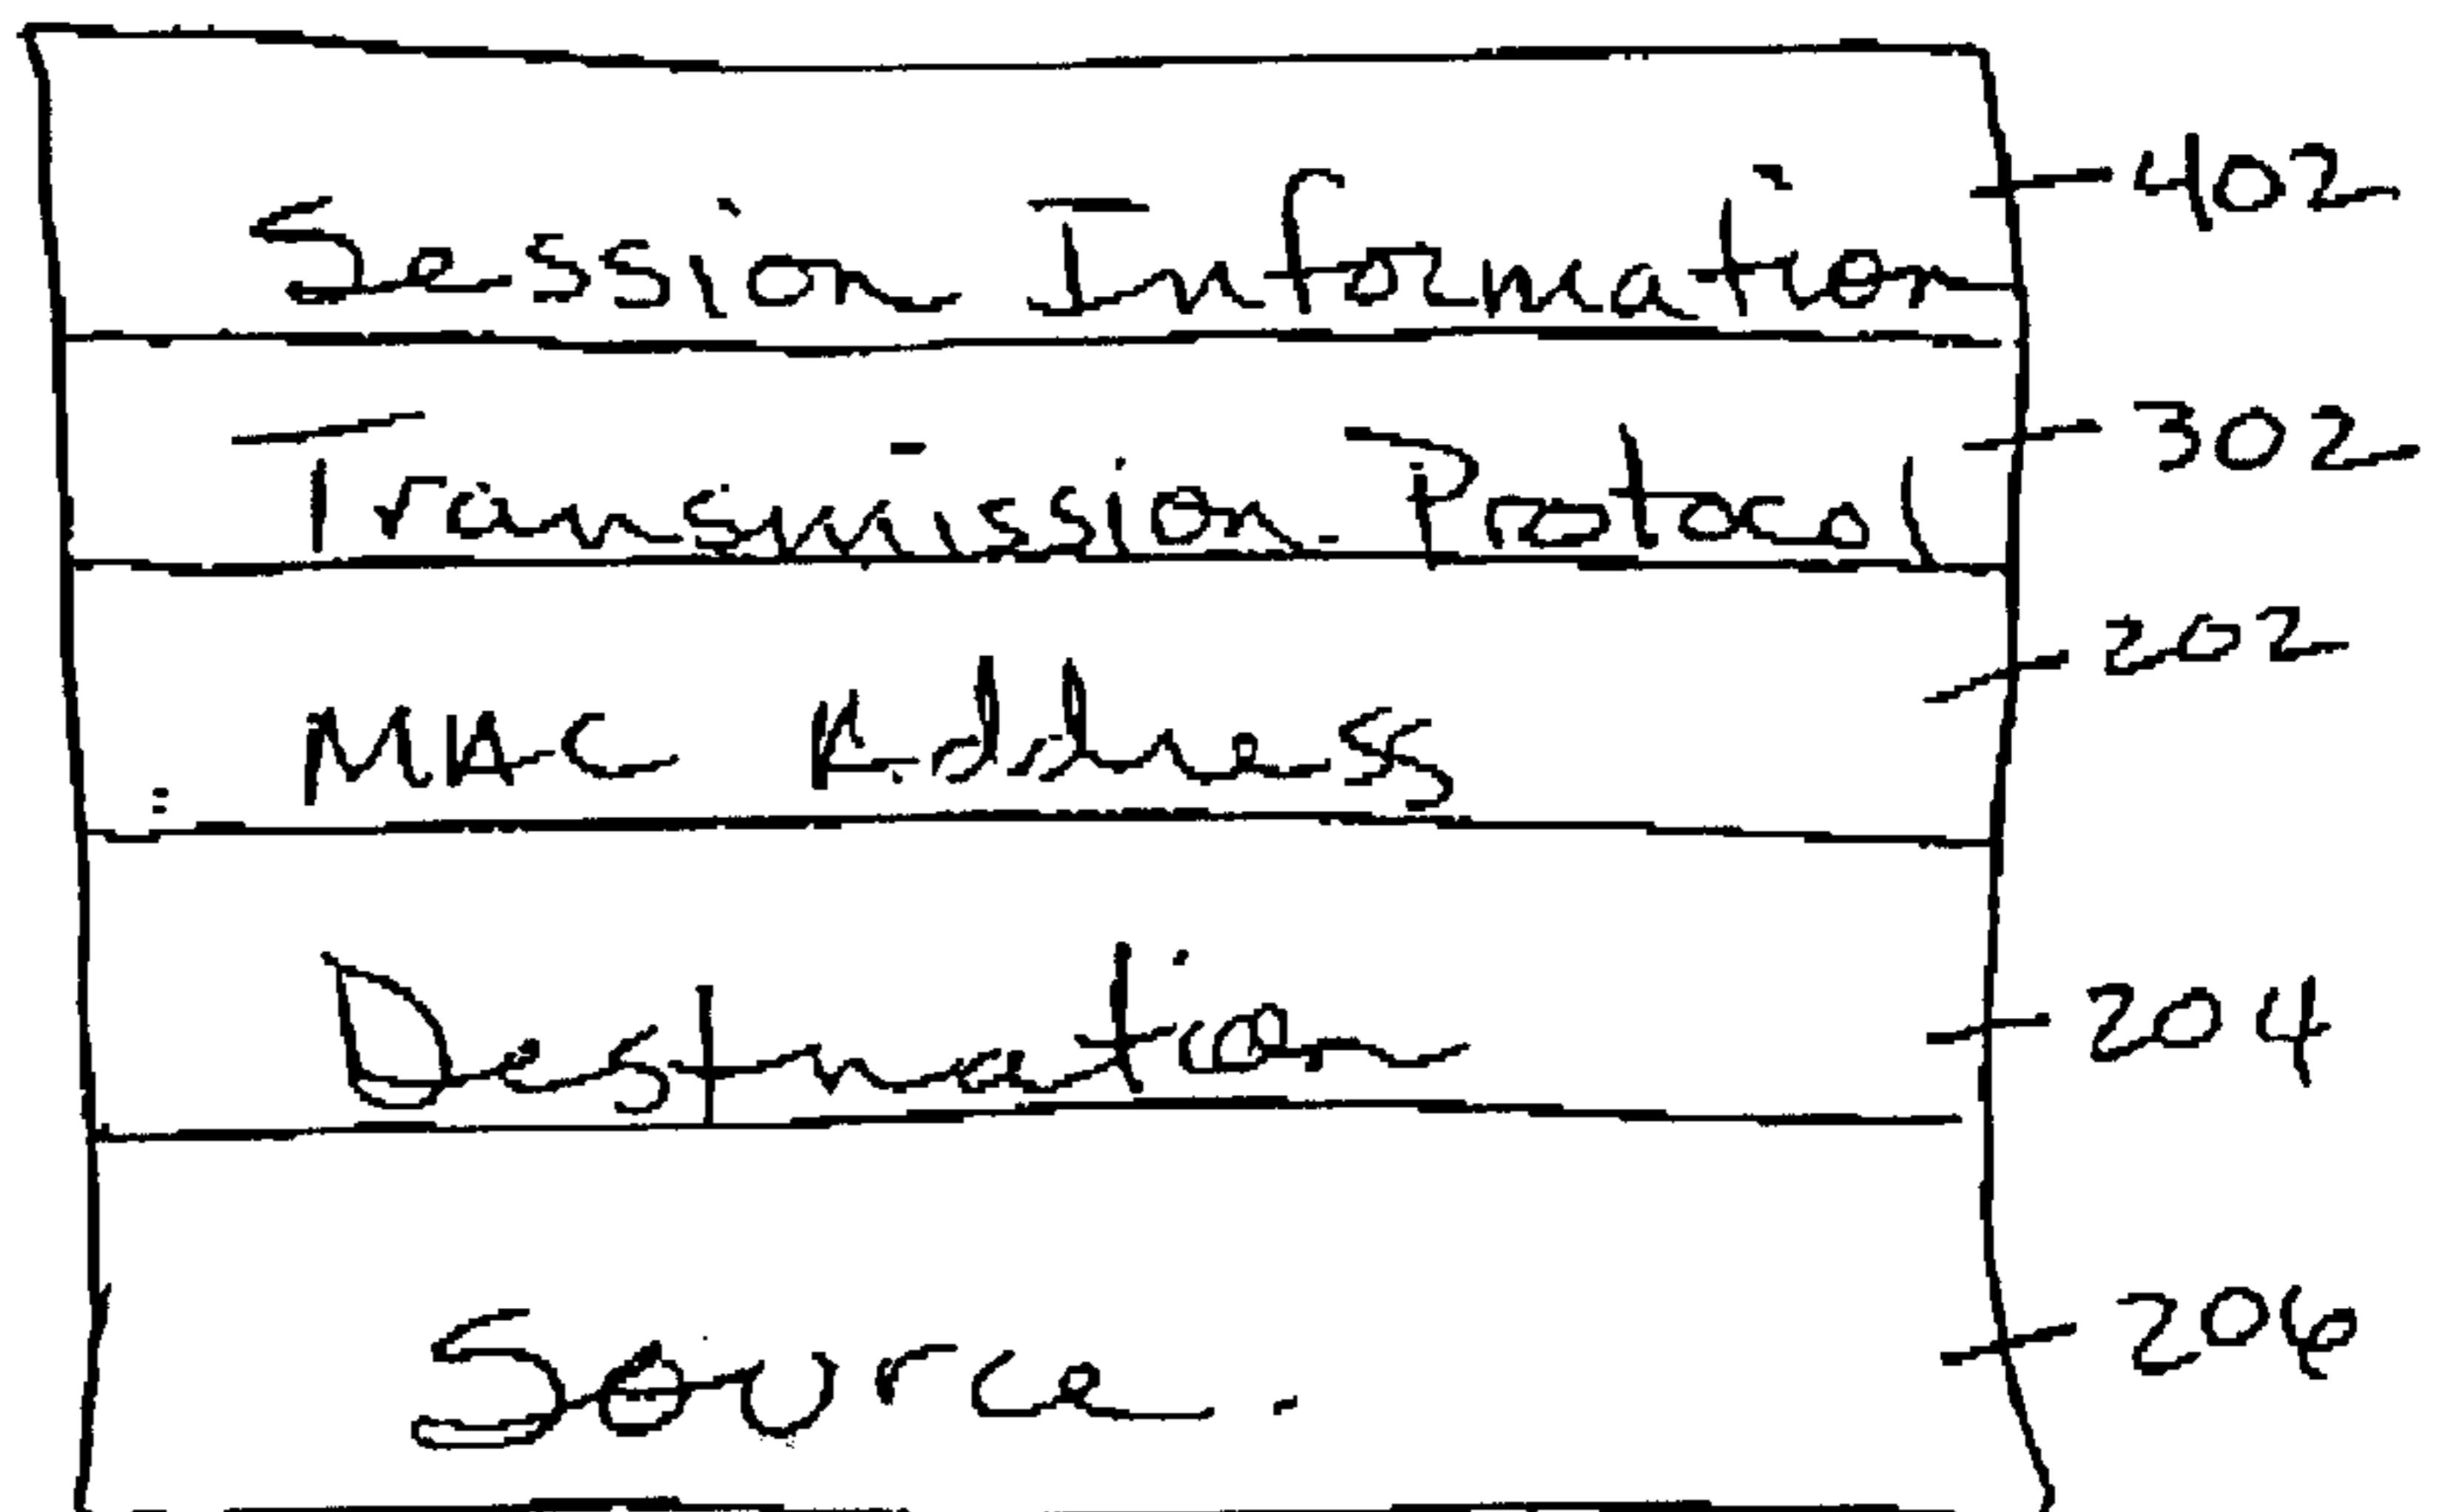 Session Information 402
Transmission Protocol 302
MAC Address 202
Destination 204
Source 206